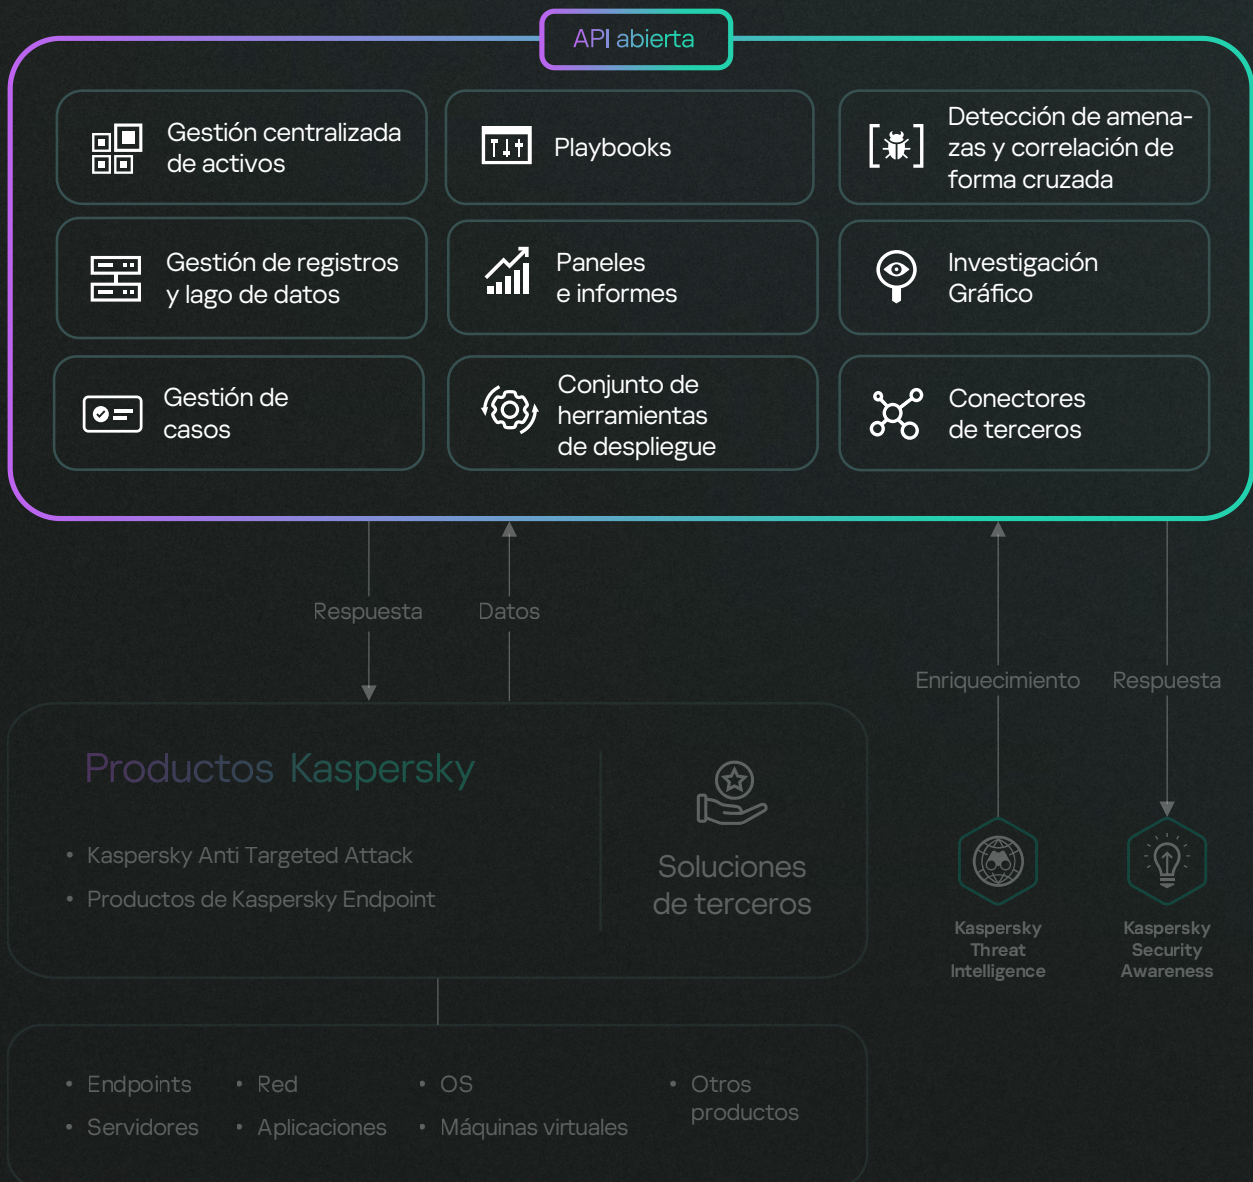 API abierta
Gestión centralizada
de activos
Playbooks
Detección de amena-
zas y correlación de
forma cruzada
Gestión de registros
y lago de datos
Paneles
e informes
Investigación
Gráfico
Gestión de
casos
Conjunto de
herramientas
de despliegue
Conectores
de terceros
Respuesta
Datos
Enriquecimiento
Respuesta
Productos Kaspersky
• Kaspersky Anti Targeted Attack
• Productos de Kaspersky Endpoint
Soluciones
de terceros
Kaspersky
Threat
Intelligence
Kaspersky
Security
Awareness
• Endpoints
• Servidores
• Red
• Aplicaciones
• OS
• Máquinas virtuales
• Otros
productos